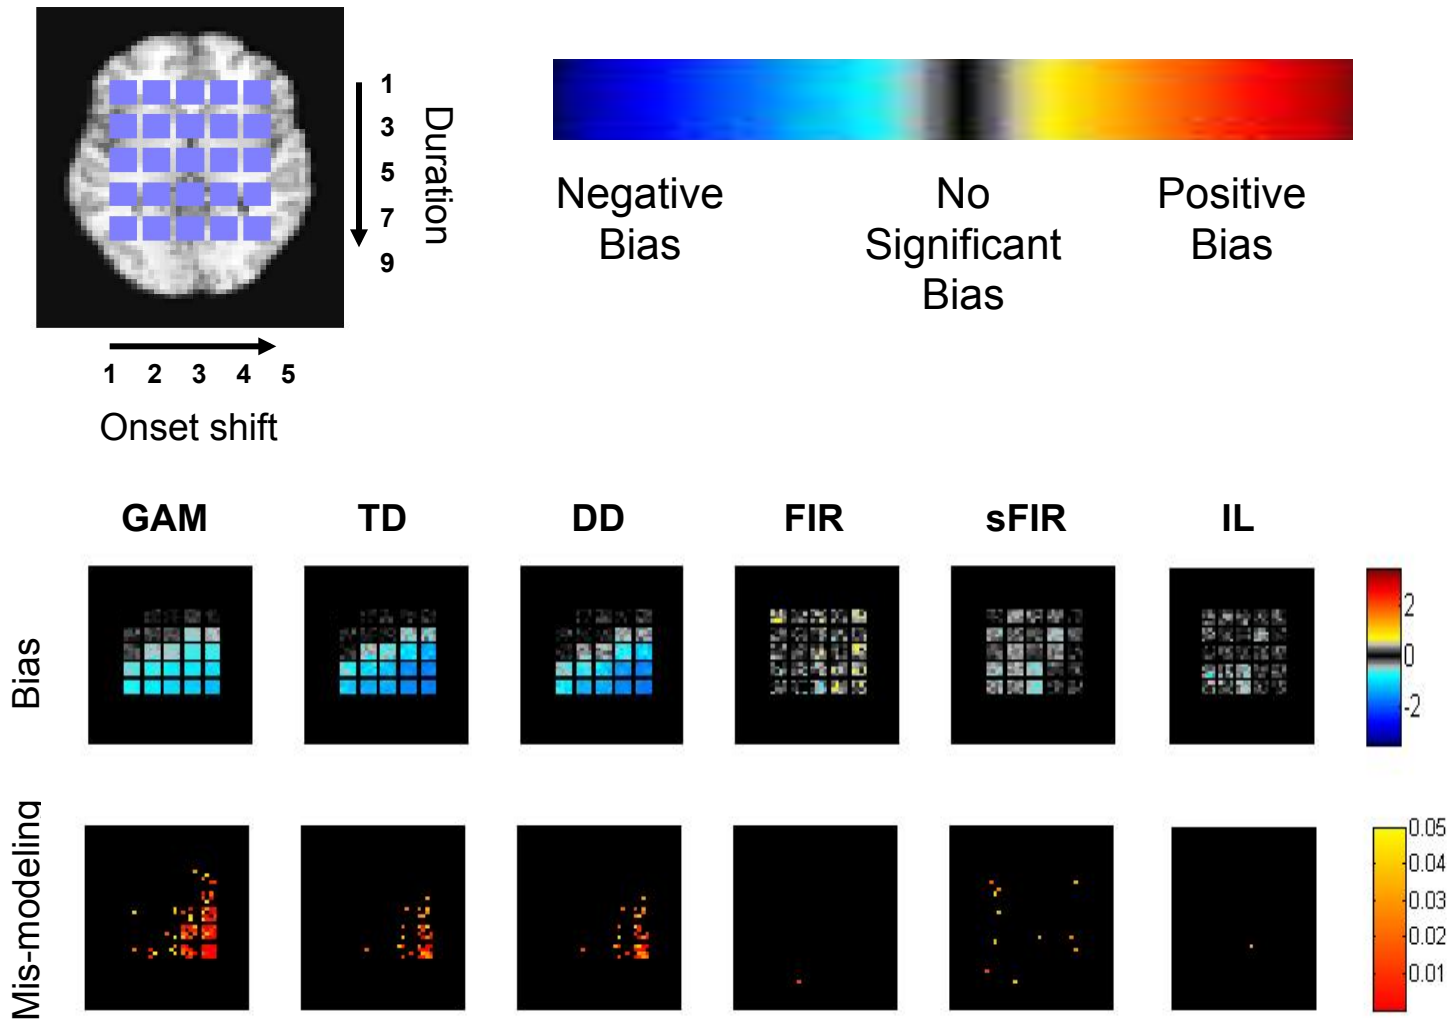 1
3
5
7
9
Duration
1 2 3 4 5
Onset shift
Negative
Bias
No
Significant
Bias
Positive
Bias
GAM TD DD FIR sFIR IL
Bias
2
0
-2
Mis-modeling
0.05
0.04
0.03
0.02
0.01